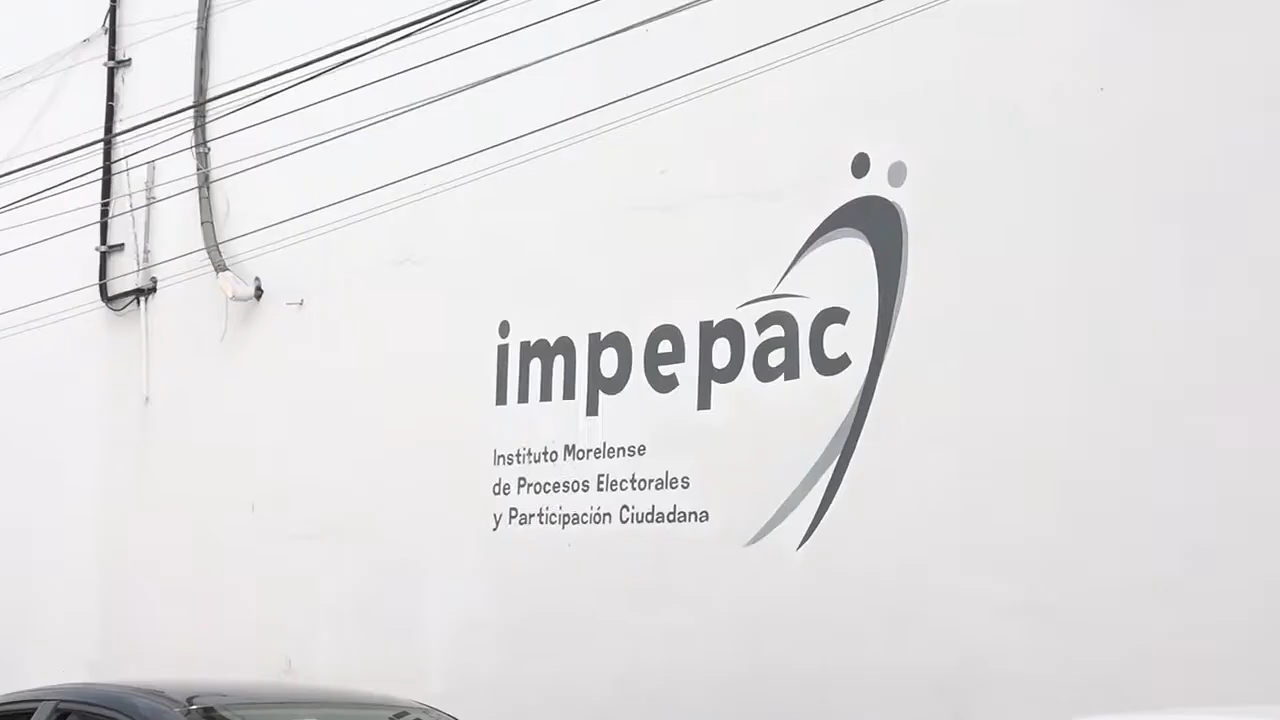 impepac
Instituto Morelense
de Procesos Electorales
y Participación Ciudadana